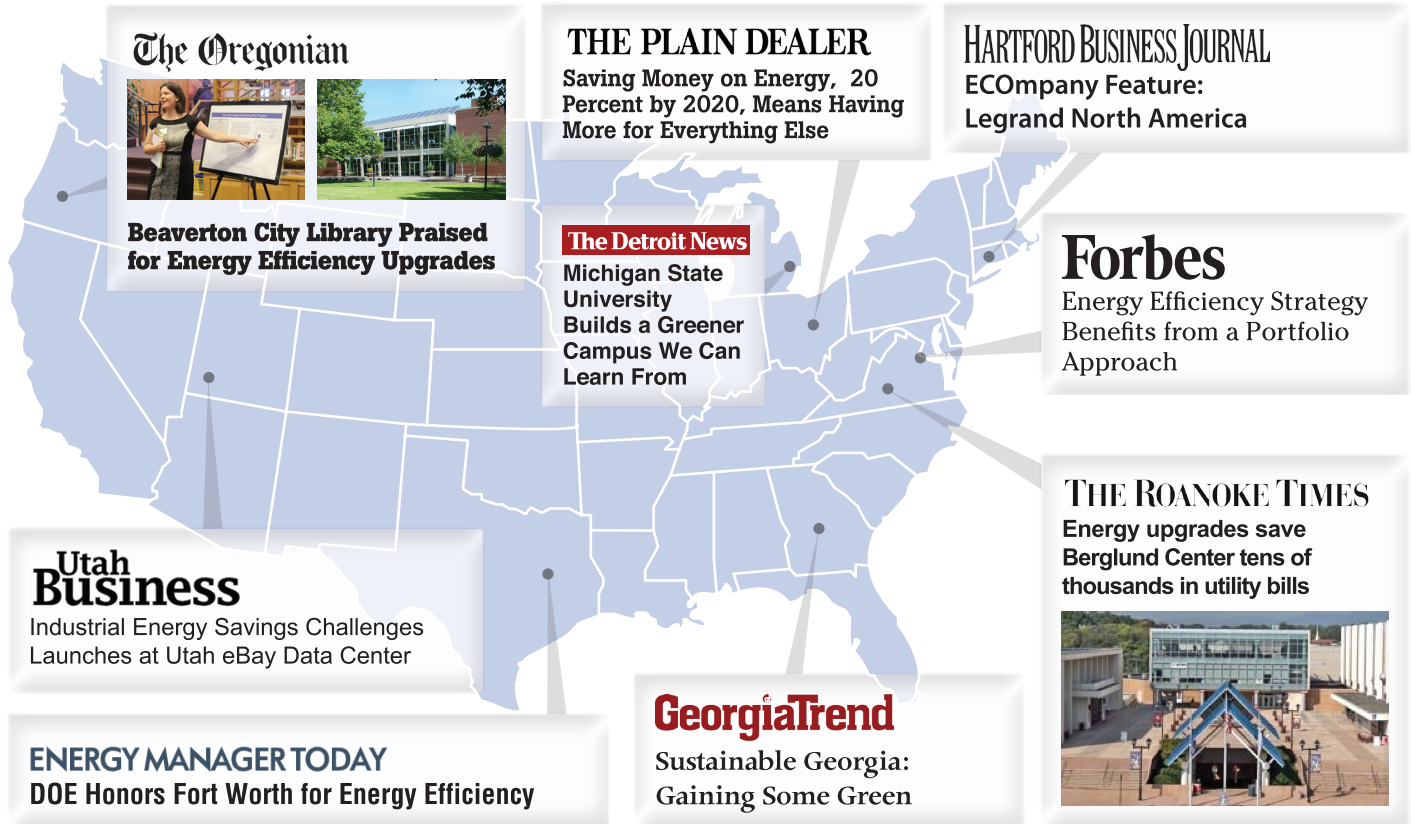 The Oregonian
Beaverton City Library Praised
for Energy Efficiency Upgrades
THE PLAIN DEALER
Saving Money on Energy,  20
Percent by 2020, Means Having
More for Everything Else
HARTFORD BUSINESS JOURNAL
ECOmpany Feature:
Legrand North America
The Detroit News
Michigan State
University
Builds a Greener
Campus We Can
Learn From
Forbes
Energy Efficiency Strategy
Benefits from a Portfolio
Approach
THE ROANOKE TIMES
Energy upgrades save
Berglund Center tens of
thousands in utility bills
Utah
Business
Industrial Energy Savings Challenges
Launches at Utah eBay Data Center
ENERGY MANAGER TODAY
DOE Honors Fort Worth for Energy Efficiency
GeorgiaTrend
Sustainable Georgia:
Gaining Some Green